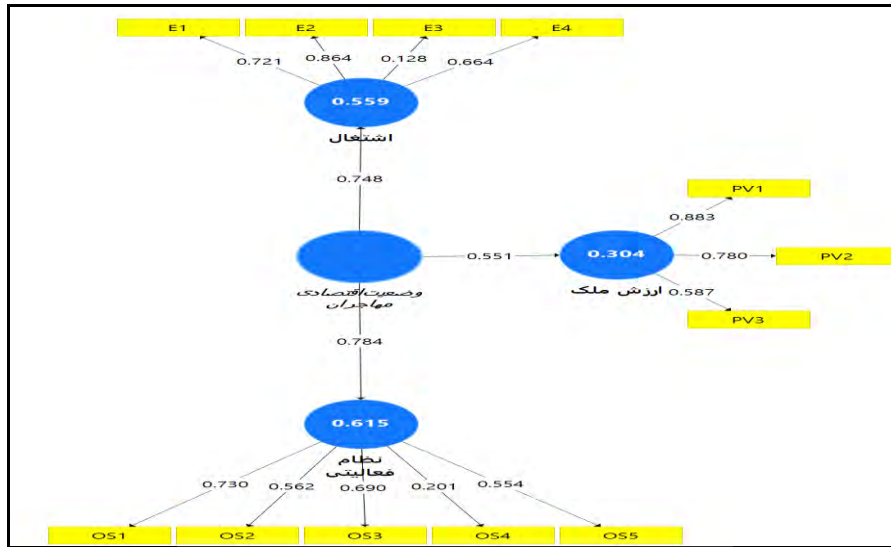 E1 E2 E3 E4
0.721 0.864 0.128 0.664
0.559
اشتغال
0.748
PV1
0.883
0.551 0.304 0.780 PV2
وضعیت اقتصادی
مهاجران
ارزش ملک 0.587
PV3
0.784
0.615
نظام
فعالیتی
0.730 0.562 0.690 0.201 0.554
OS1 OS2 OS3 OS4 OS5